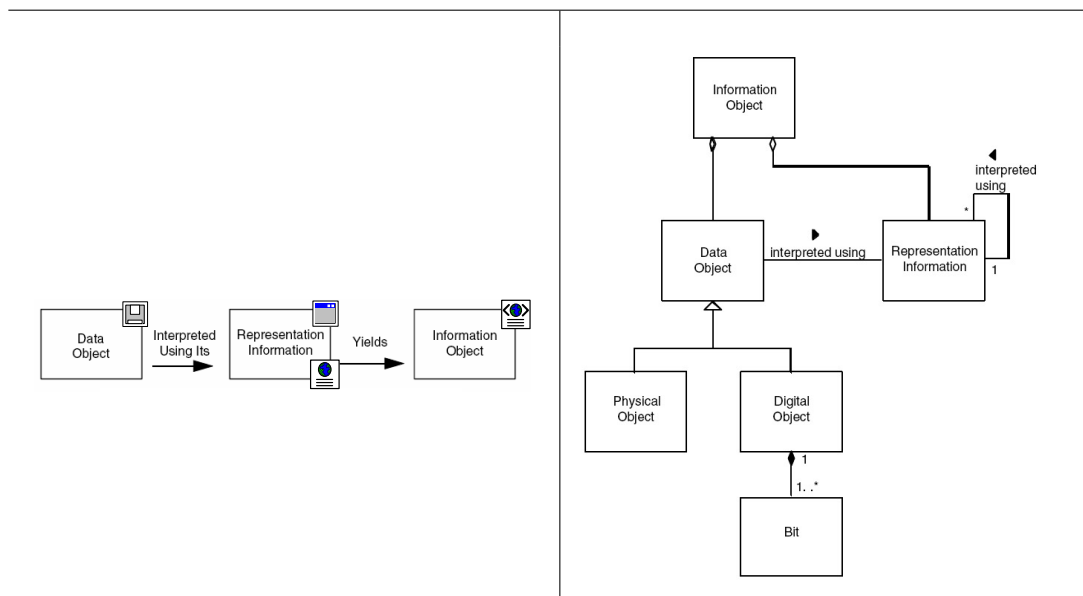 Data
Object
Interpreted
Using Its
Representation
Information
Yields
Information
Object
Information
Object
interpreted
using
*
Data
Object
interpreted using
Representation
Information
1
Physical
Object
Digital
Object
1
1. .*
Bit